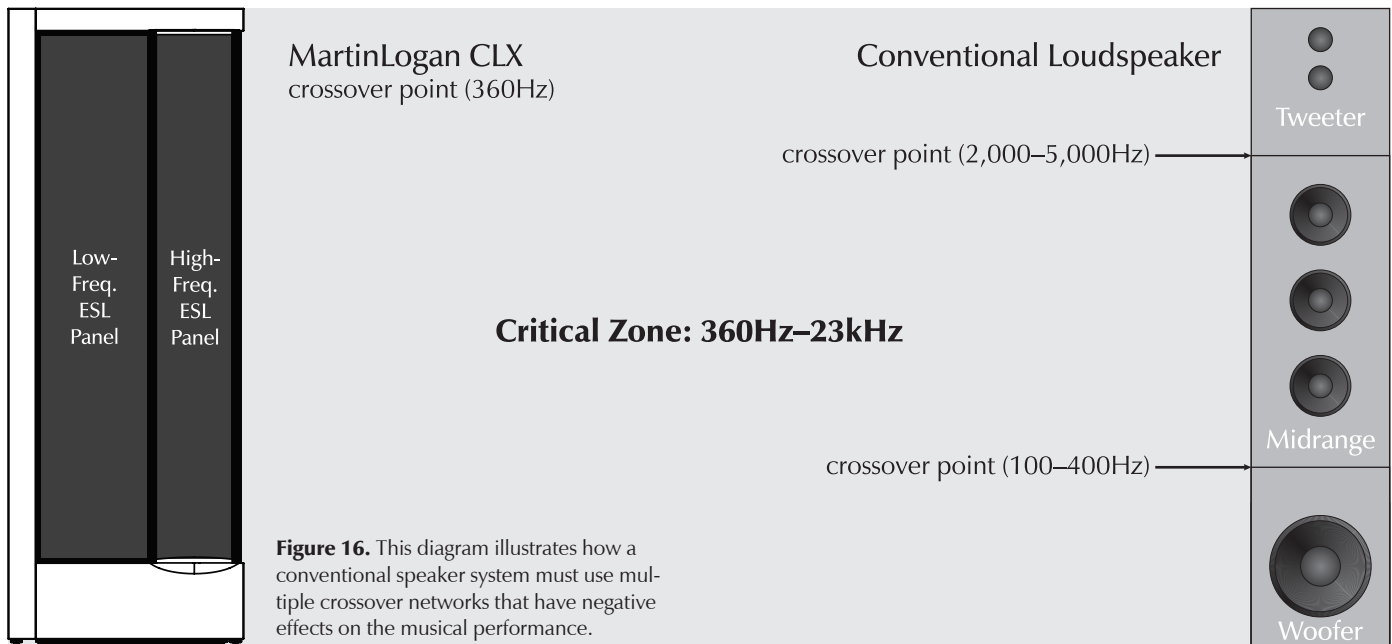 MartinLogan CLX
crossover point (360Hz)
Conventional Loudspeaker
Tweeter
crossover point (2,000–5,000Hz)
Low-
Freq.
ESL
Panel
High-
Freq.
ESL
Panel
Critical Zone: 360Hz–23kHz
Midrange
crossover point (100–400Hz)
Figure 16. This diagram illustrates how a
conventional speaker system must use mul-
tiple crossover networks that have negative
effects on the musical performance.
Woofer